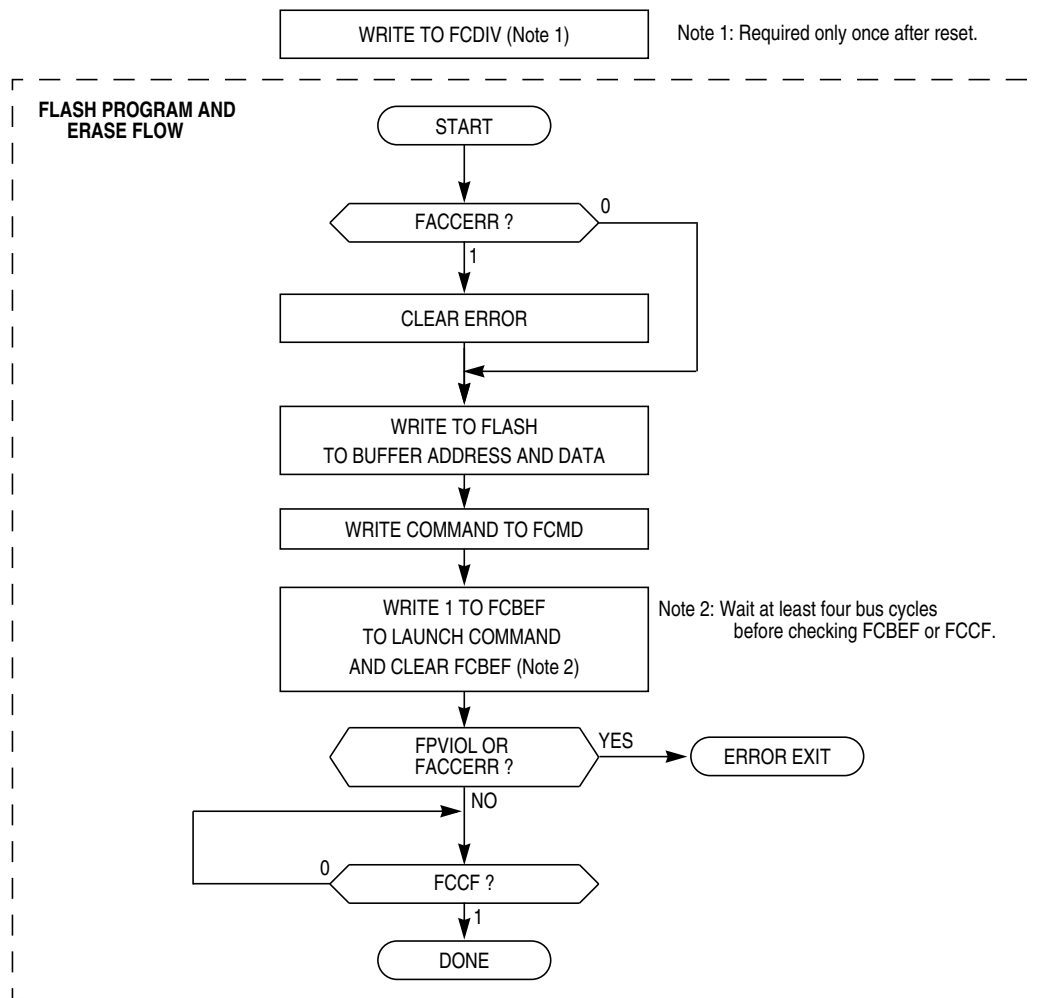 WRITE TO FCDIV (Note 1)
Note 1: Required only once after reset.
FLASH PROGRAM AND
ERASE FLOW
START
FACCERR ?
0
1
CLEAR ERROR
WRITE TO FLASH
TO BUFFER ADDRESS AND DATA
WRITE COMMAND TO FCMD
WRITE 1 TO FCBEF
TO LAUNCH COMMAND
AND CLEAR FCBEF (Note 2)
Note 2: Wait at least four bus cycles
before checking FCBEF or FCCF.
FPVIOL OR
FACCERR ?
YES
ERROR EXIT
NO
0
FCCF ?
1
DONE